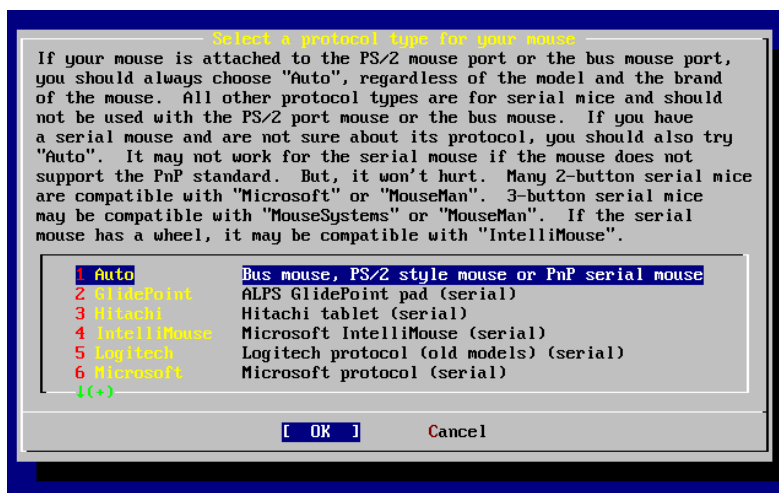 Select a protocol type for your mouse
If your mouse is attached to the PS/2 mouse port or the bus mouse port,
you should always choose "Auto", regardless of the model and the brand
of the mouse.  All other protocol types are for serial mice and should
not be used with the PS/2 port mouse or the bus mouse.  If you have
a serial mouse and are not sure about its protocol, you should also try
"Auto".  It may not work for the serial mouse if the mouse does not
support the PnP standard.  But, it won't hurt.  Many 2-button serial mice
are compatible with "Microsoft" or "MouseMan".  3-button serial mice
may be compatible with "MouseSystems" or "MouseMan".  If the serial
mouse has a wheel, it may be compatible with "IntelliMouse".
1 Auto Bus mouse, PS/2 style mouse or PnP serial mouse
2 GlidePoint ALPS GlidePoint pad (serial)
3 Hitachi Hitachi tablet (serial)
4 IntelliMouse Microsoft IntelliMouse (serial)
5 Logitech Logitech protocol (old models) (serial)
6 Microsoft Microsoft protocol (serial)
↓(+)
[ OK ] Cancel